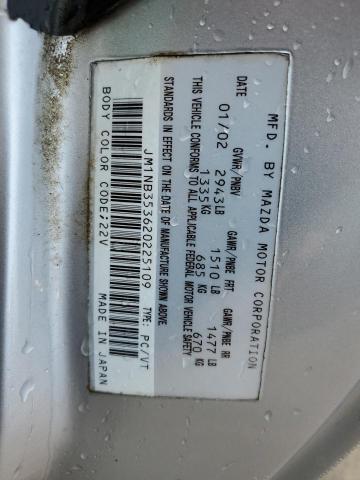 MFD. BY MAZDA MOTOR CORPORATION
DATE GVWR/PNBV GAWR/PNBE FRT GAWR/PNBE RR
01/02 2943LB 1510 LB 1477 LB
1335KG 685 KG 670 KG
THIS VEHICLE CONFORMS TO ALL APPLICABLE FEDERAL MOTOR VEHICLE SAFETY
STANDARDS IN EFFECT ON THE DATE OF MANUFACTURE SHOWN ABOVE.
JM1NB353620225109 TYPE: PC/VT
BODY COLOR CODE:22V MADE IN JAPAN